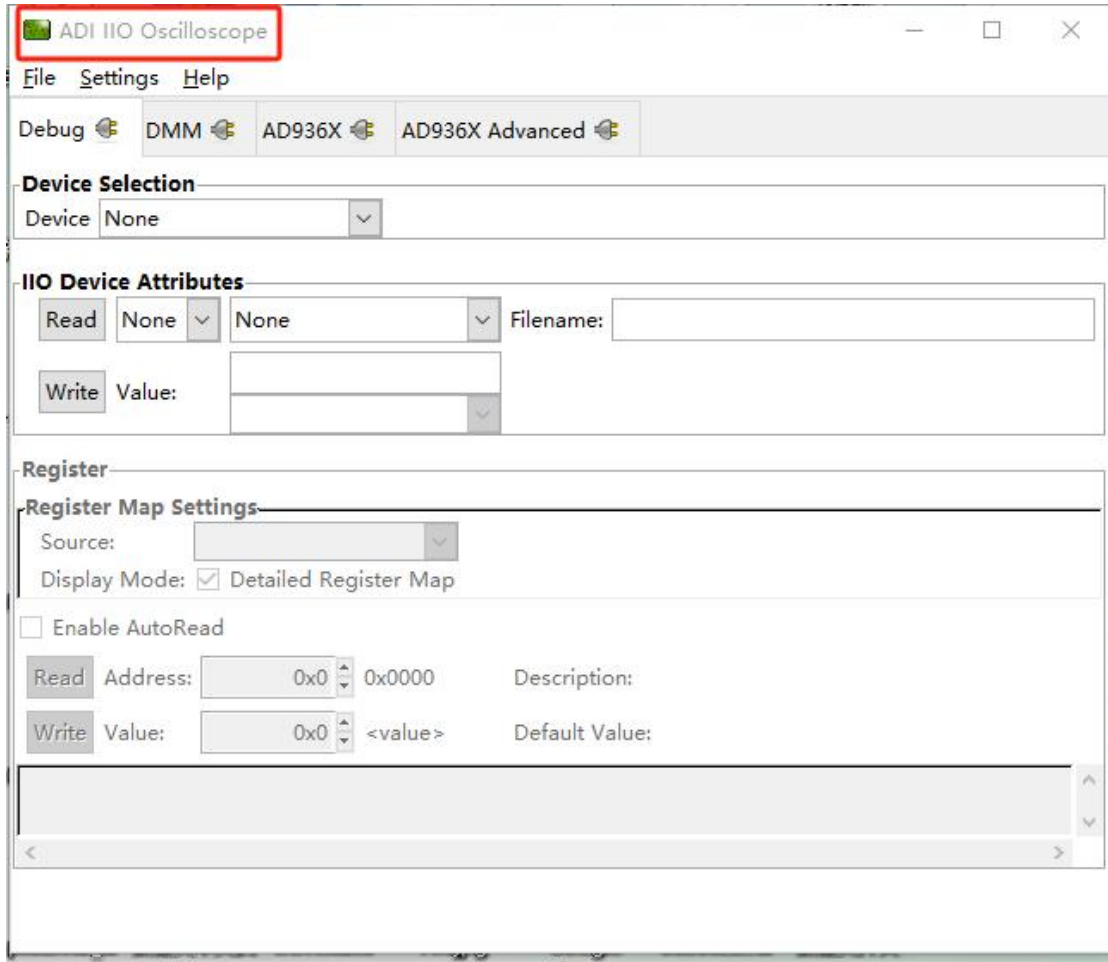 ADI IIO Oscilloscope
File Settings Help
Debug DMM AD936X AD936X Advanced
Device Selection
Device None
IIO Device Attributes
Read None None Filename:
Write Value:
Register
Register Map Settings
Source:
Display Mode: Detailed Register Map
Enable AutoRead
Read Address: 0x0 0x0000 Description:
Write Value: 0x0 <value> Default Value: